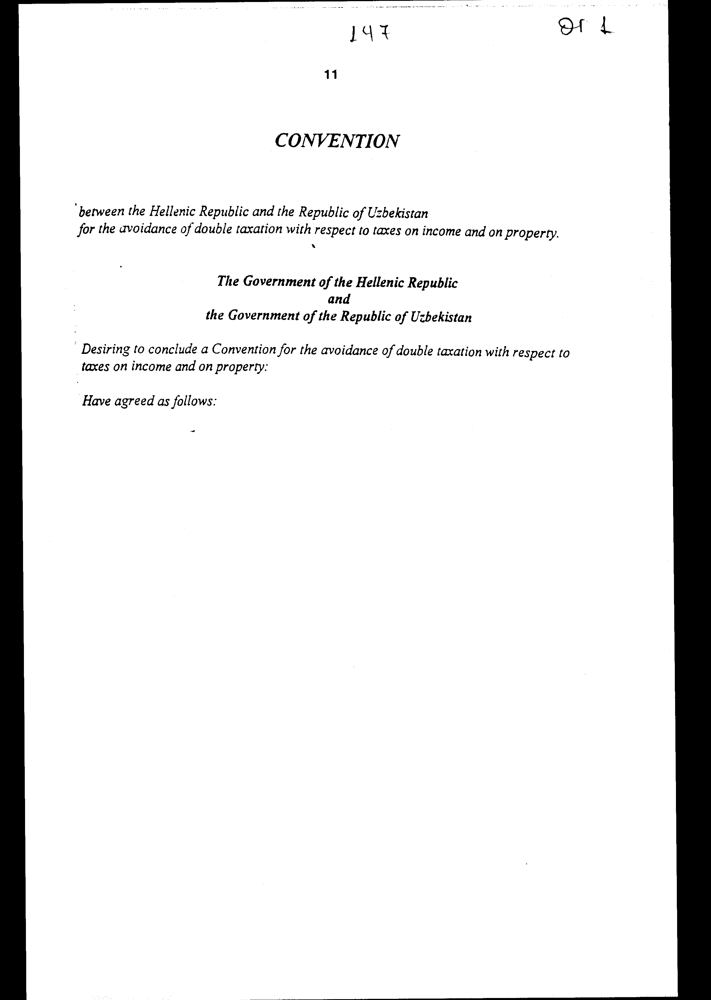 147
11
CONVENTION
between the Hellenic Republic and the Republic of Uzbekistan
for the avoidance of double taxation with respect to taxes on income and on property.
The Government of the Hellenic Republic
and
the Government of the Republic of Uzbekistan
Desiring to conclude a Convention for the avoidance of double taxation with respect to
taxes on income and on property:
Have agreed as follows: